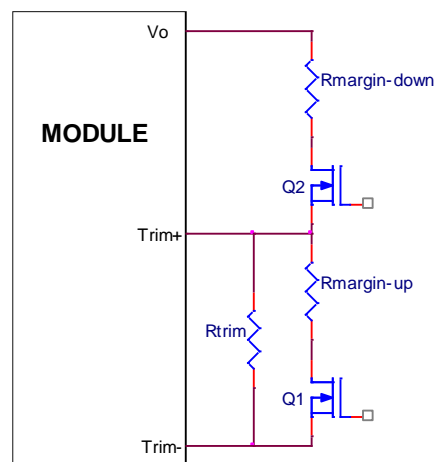 Vo
Rmargin-down
MODULE
Q2
Trim+
Rmargin-up
Rtrim
Q1
Trim-